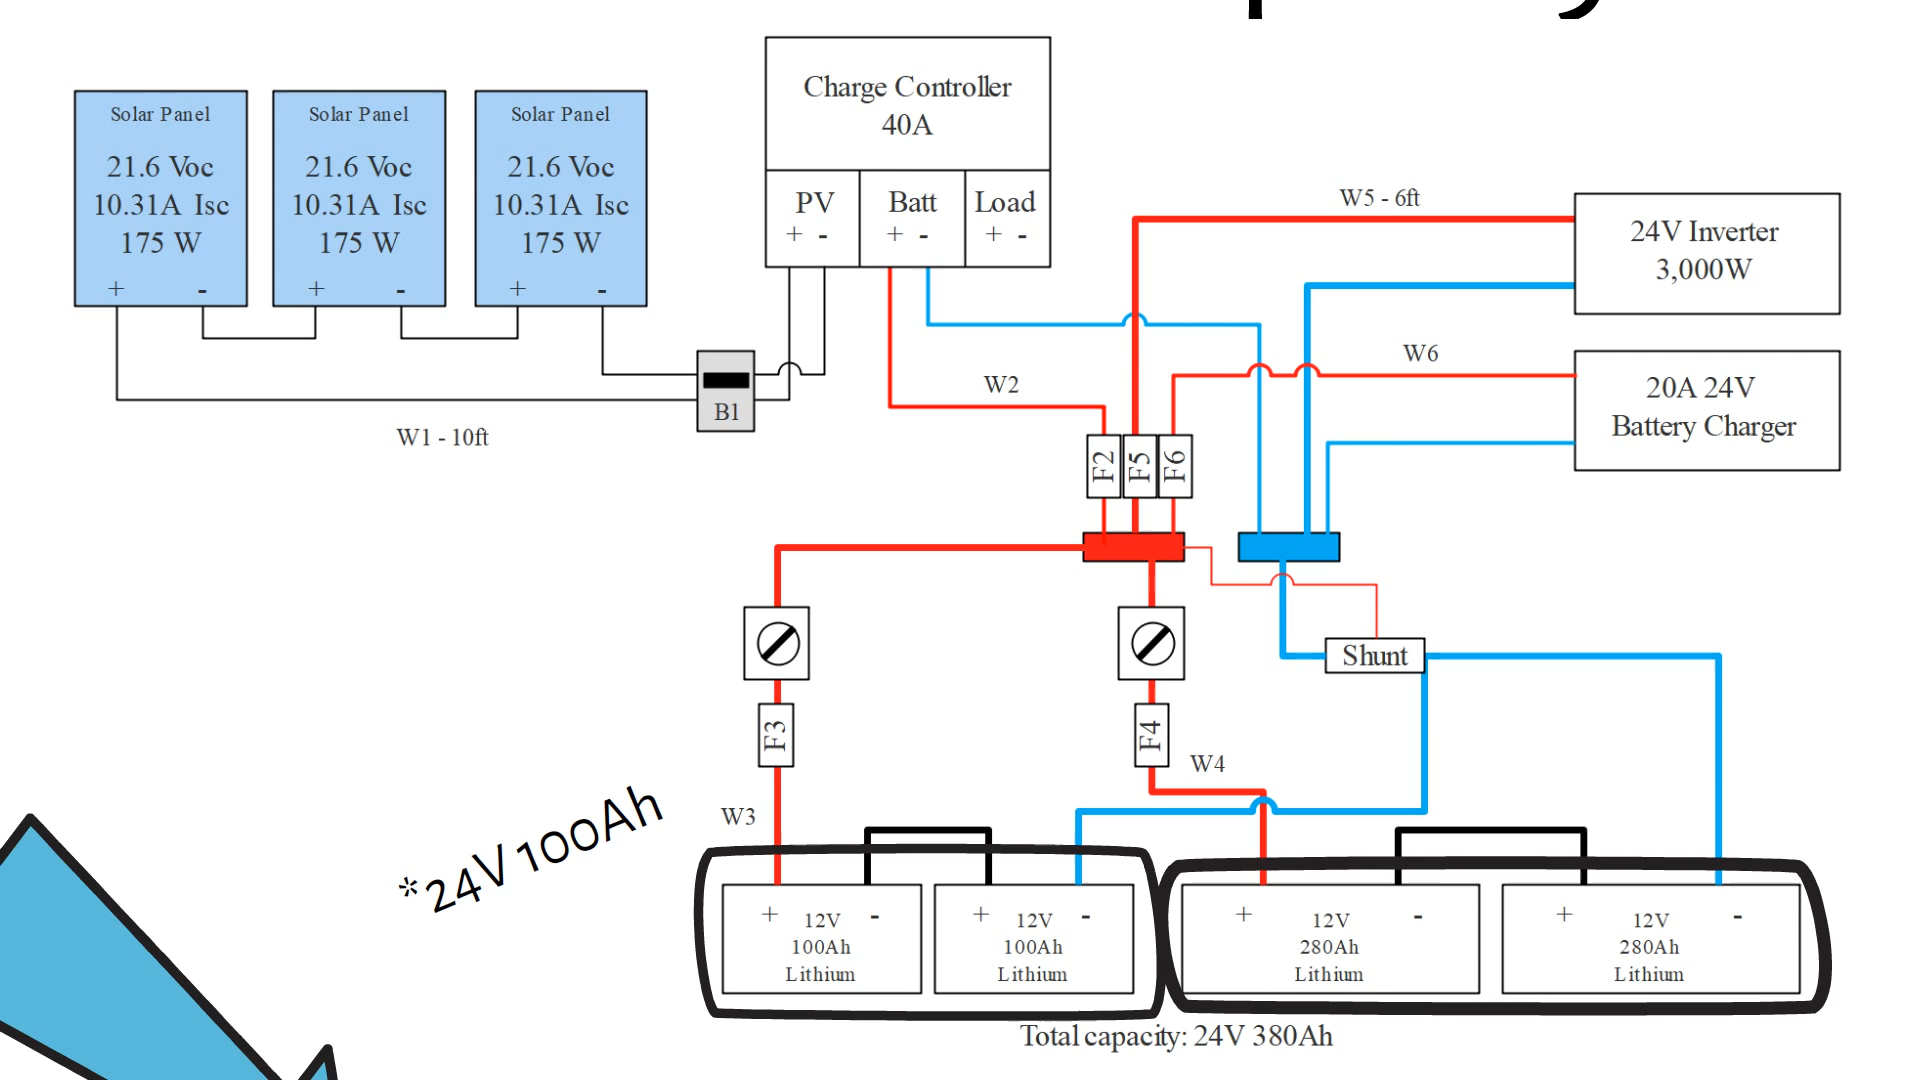 Charge Controller
40A
PV
+ -
Batt
+ -
Load
+ -
Solar Panel
21.6 Voc
10.31A Isc
175 W
+ -
Solar Panel
21.6 Voc
10.31A Isc
175 W
+ -
Solar Panel
21.6 Voc
10.31A Isc
175 W
+ -
B1
W1 - 10ft
W2
W5 - 6ft
24V Inverter
3,000W
W6
20A 24V
Battery Charger
F2
F5
F6
Shunt
F3
F4
W4
W3
*24V 100Ah
+ 12V -
100Ah
Lithium
+ 12V -
100Ah
Lithium
+ 12V -
280Ah
Lithium
+ 12V -
280Ah
Lithium
Total capacity: 24V 380Ah